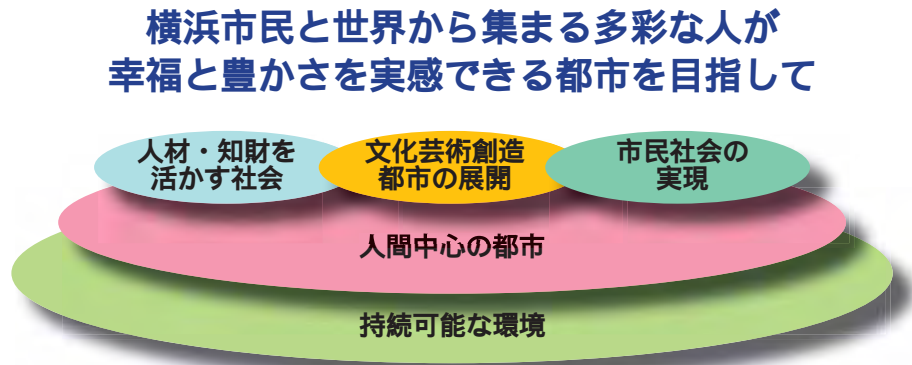 横浜市民と世界から集まる多彩な人が
幸福と豊かさを実感できる都市を目指して
人材・知財を
活かす社会
文化芸術創造
都市の展開
市民社会の
実現
人間中心の都市
持続可能な環境